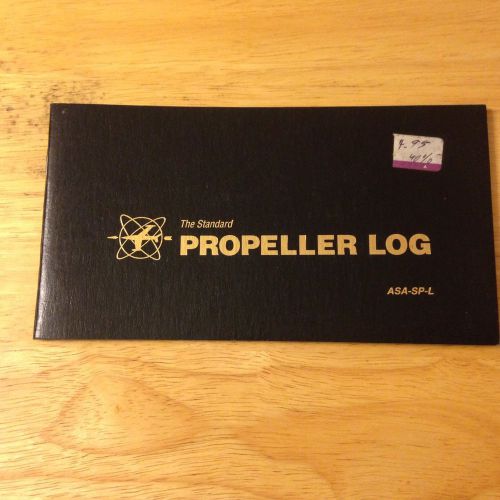 The Standard
PROPELLER LOG
ASA-SP-L